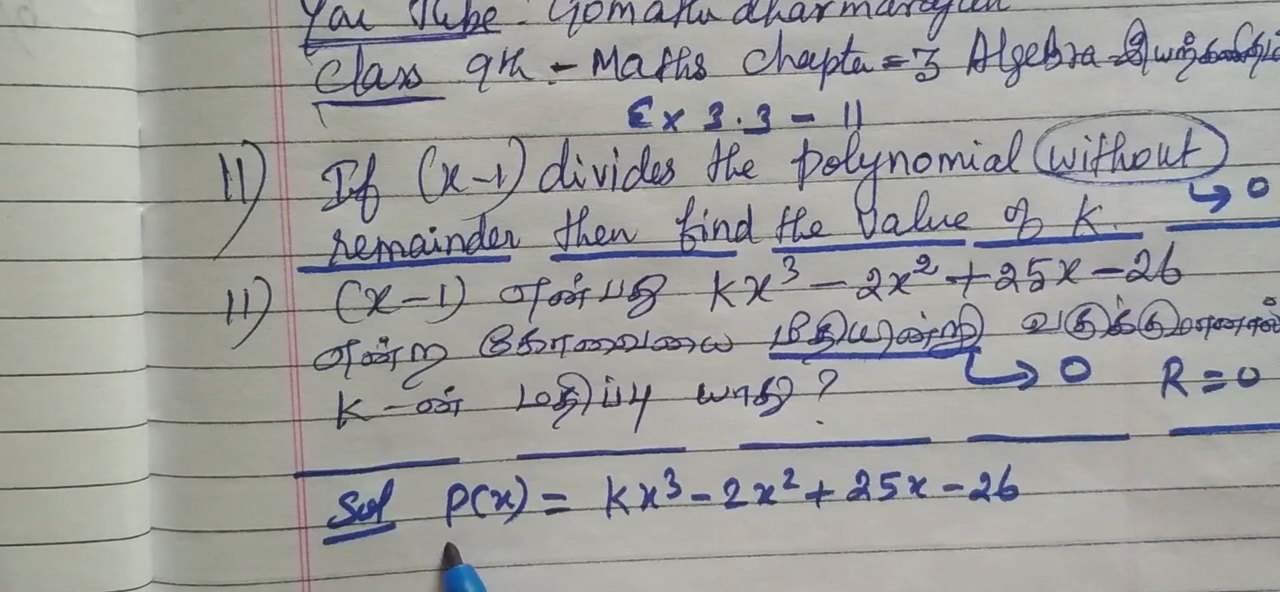 You Tube - Gomathi dharmarajan
Class 9th - Maths Chapter = 3 Algebra
Ex 3.3 - 11
11) If (x-1) divides the polynomial without → 0
remainder then find the value of K.
11) (x-1) என்பது Kx³ - 2x² + 25x - 26
என்ற கோவையை மீதியின்றி வகுக்குமானால் → 0 R = 0
K-ன் மதிப்பு யாது?
Sol P(x) = Kx³ - 2x² + 25x - 26